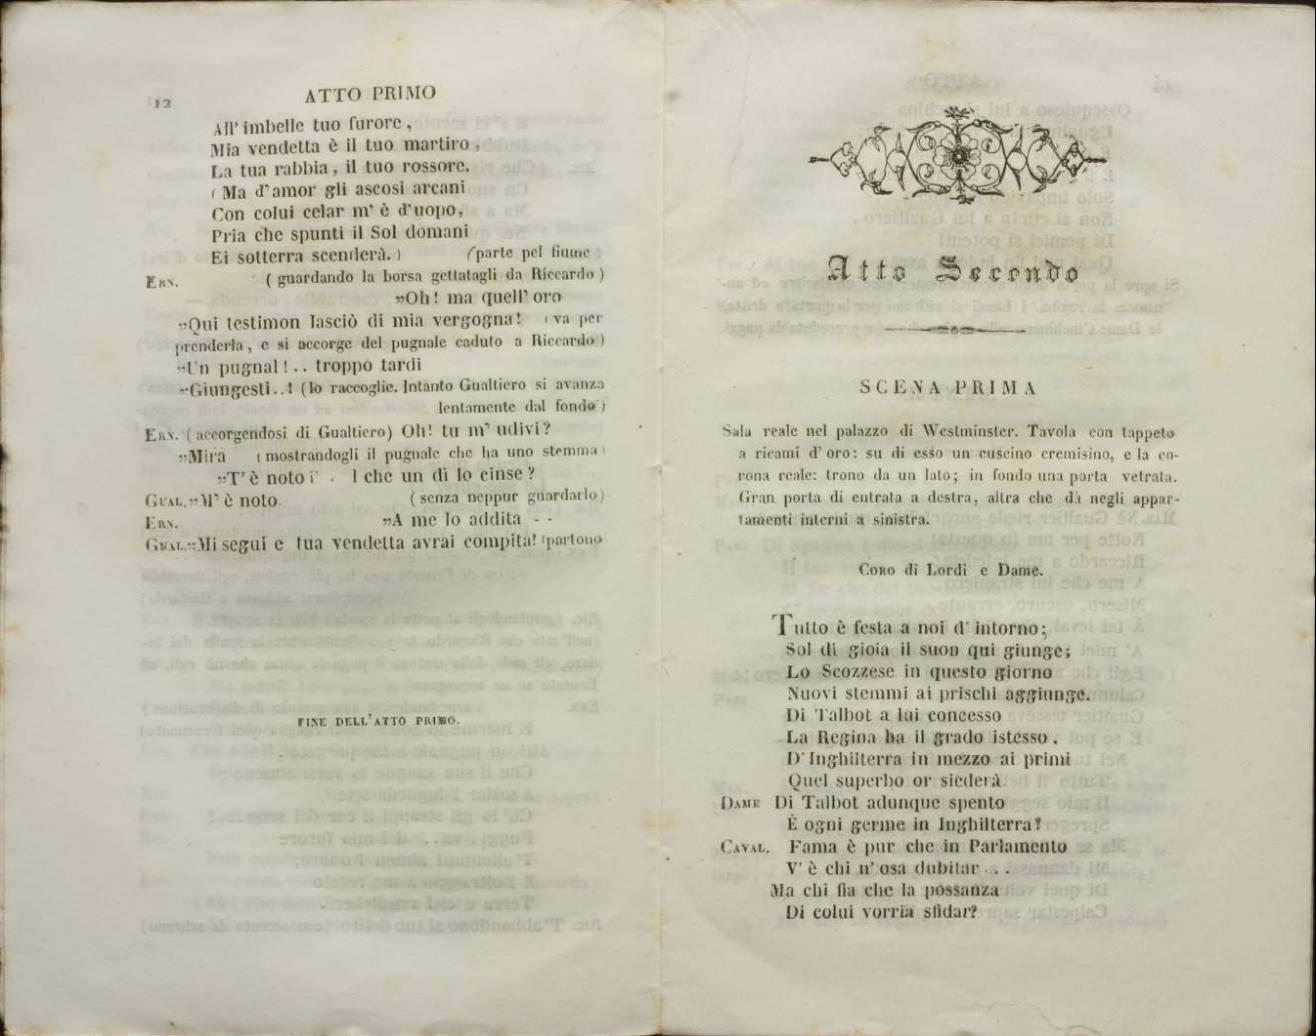 12
ATTO PRIMO
All' imbelle tuo furore,
Mia vendetta è il tuo martiro,
La tua rabbia, il tuo rossore.
(Ma d'amor gli ascosi arcani
Con colui celar m' è d'uopo,
Pria che spunti il Sol domani
Ei sotterra scenderà.) (parte pel fiume
ERN. (guardando la borsa gettatagli da Riccardo)
»Oh! ma quell' oro
»Qui testimon lasciò di mia vergogna! (va per
prenderla, e si accorge del pugnale caduto a Riccardo)
»Un pugnal!.. troppo tardi
»Giungesti..! (lo raccoglie. Intanto Gualtiero si avanza
lentamente dal fondo)
ERN. (accorgendosi di Gualtiero) Oh! tu m' udivi?
»Mira (mostrandogli il pugnale che ha uno stemma)
»T' è noto che un dì lo cinse?
GUAL. »M' è noto. (senza neppur guardarlo)
ERN. »A me lo addita - -
GUAL. »Mi segui e tua vendetta avrai compita! (partono
FINE DELL'ATTO PRIMO.
Atto Secondo
SCENA PRIMA
Sala reale nel palazzo di Westminster. Tavola con tappeto
a ricami d' oro: su di esso un cuscino cremisino, e la co-
rona reale: trono da un lato; in fondo una porta vetrata.
Gran porta di entrata a destra, altra che dà negli appar-
tamenti interni a sinistra.
CORO di Lordi e Dame.
Tutto è festa a noi d' intorno;
Sol di gioia il suon qui giunge;
Lo Scozzese in questo giorno
Nuovi stemmi ai prischi aggiunge.
Di Talbot a lui concesso
La Regina ha il grado istesso.
D' Inghilterra in mezzo ai primi
Quel superbo or siederà.
DAME Di Talbot adunque spento
È ogni germe in Inghilterra?
CAVAL. Fama è pur che in Parlamento
V' è chi n' osa dubitar . . .
Ma chi fia che la possanza
Di colui vorria sfidar?